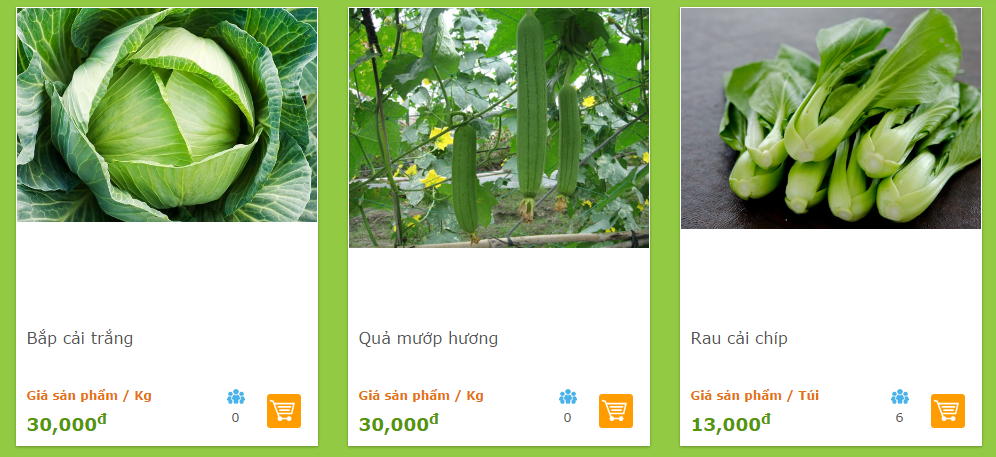 Bắp cải trắng
Giá sản phẩm / Kg
30,000đ
0
Quả mướp hương
Giá sản phẩm / Kg
30,000đ
0
Rau cải chíp
Giá sản phẩm / Túi
13,000đ
6